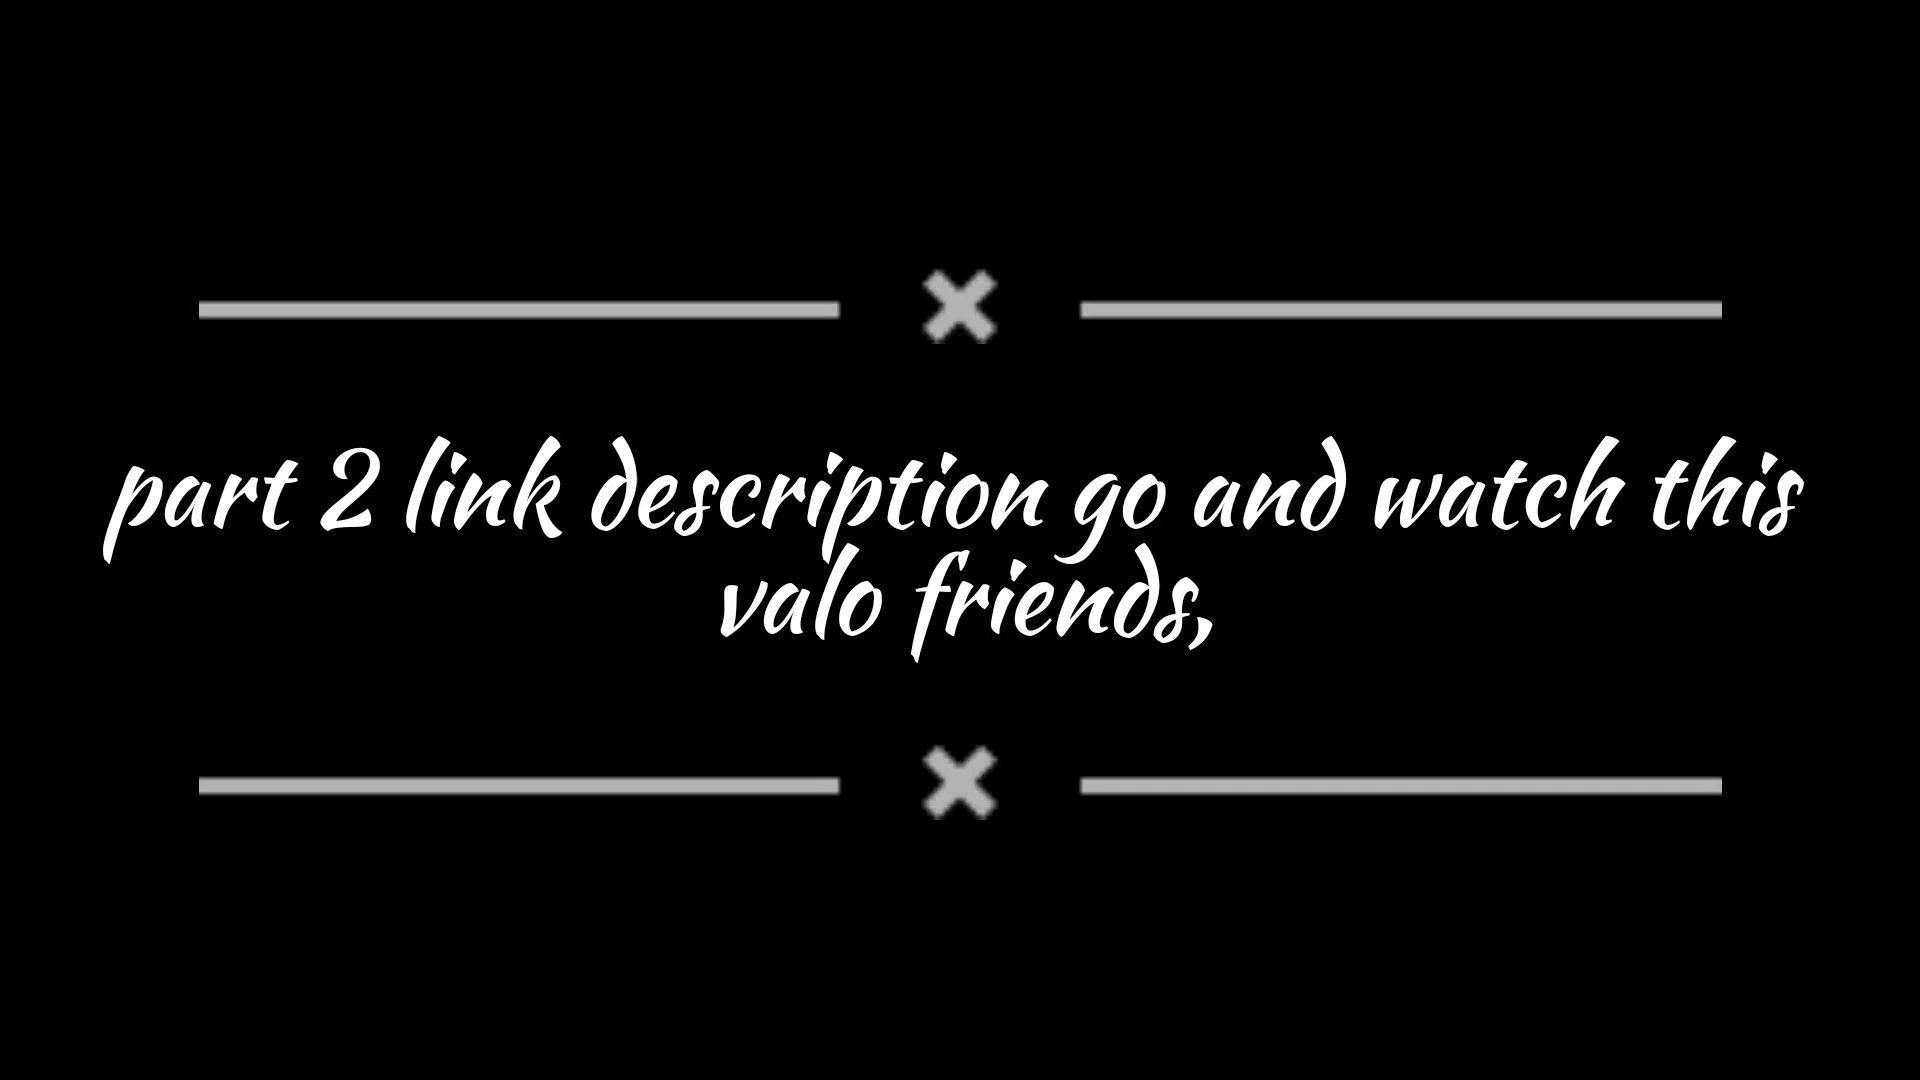 part 2 link description go and watch this
valo friends,